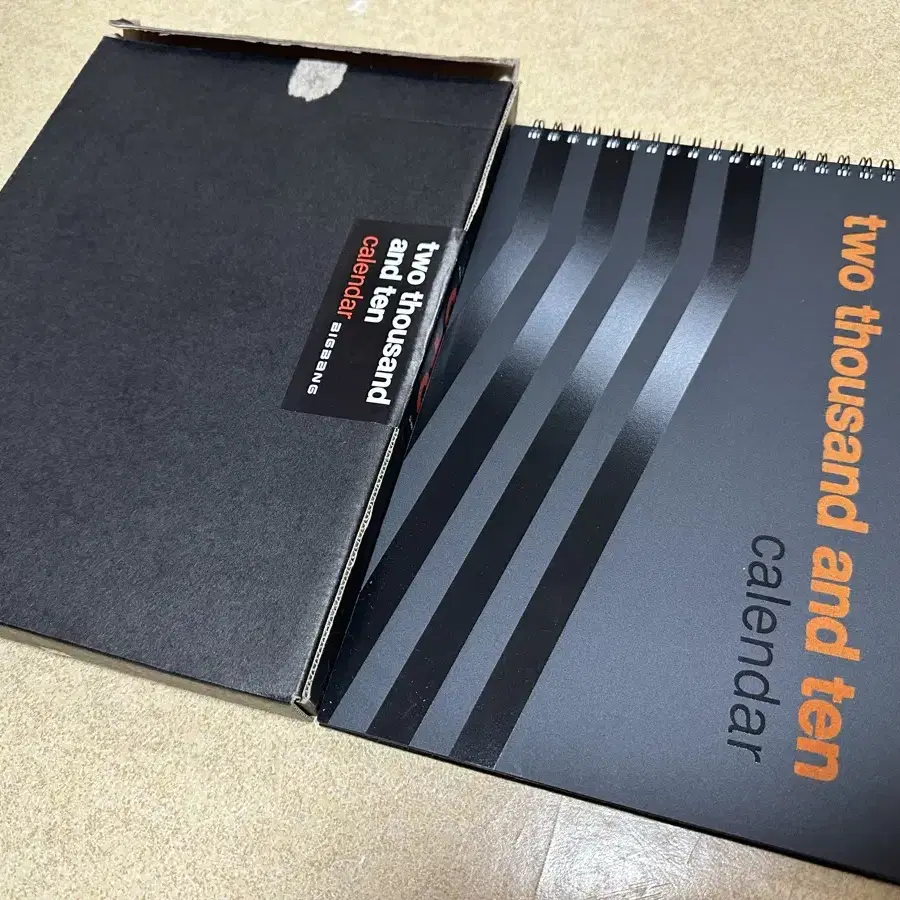 two thousand
and ten
calendar BIGBANG
two thousand and ten
calendar